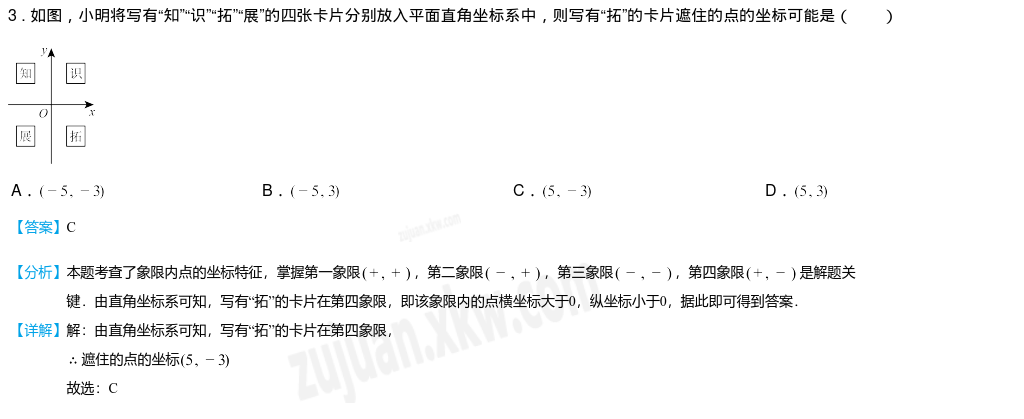 3．如图，小明将写有“知”“识”“拓”“展”的四张卡片分别放入平面直角坐标系中，则写有“拓”的卡片遮住的点的坐标可能是（　　）
y
知 识
O x
展 拓
A．(－5, －3) B．(－5, 3) C．(5, －3) D．(5, 3)
【答案】C
zujuan.xkw.com
【分析】本题考查了象限内点的坐标特征，掌握第一象限(+, +)，第二象限(－, +)，第三象限(－, －)，第四象限(+, －)是解题关
键．由直角坐标系可知，写有“拓”的卡片在第四象限，即该象限内的点横坐标大于0，纵坐标小于0，据此即可得到答案．
【详解】解：由直角坐标系可知，写有“拓”的卡片在第四象限，
∴遮住的点的坐标(5, －3)
故选：C
zujuan.xkw.com